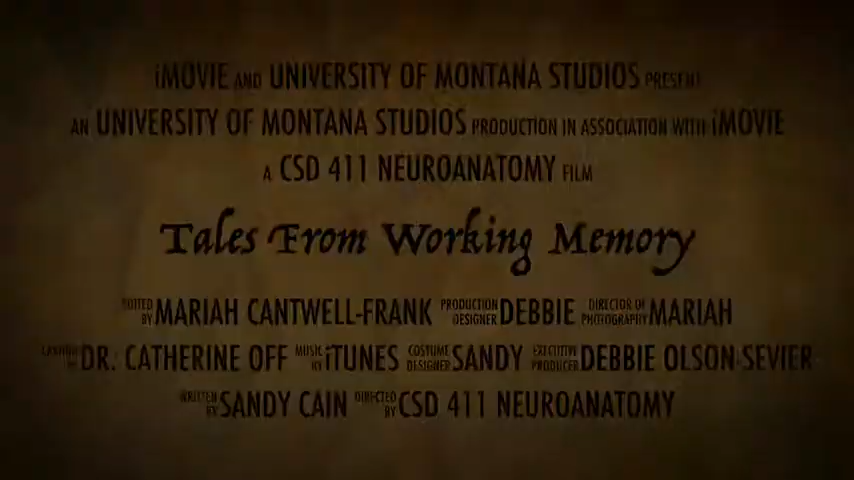 iMOVIE AND UNIVERSITY OF MONTANA STUDIOS PRESENT
AN UNIVERSITY OF MONTANA STUDIOS PRODUCTION IN ASSOCIATION WITH iMOVIE
A CSD 411 NEUROANATOMY FILM
Tales From Working Memory
EDITED BY MARIAH CANTWELL-FRANK PRODUCTION DESIGNER DEBBIE DIRECTOR OF PHOTOGRAPHY MARIAH
BY DR. CATHERINE OFF MUSIC BY iTUNES COSTUME DESIGNER SANDY EXECUTIVE PRODUCER DEBBIE OLSON-SEVIER
WRITTEN BY SANDY CAIN DIRECTED BY CSD 411 NEUROANATOMY